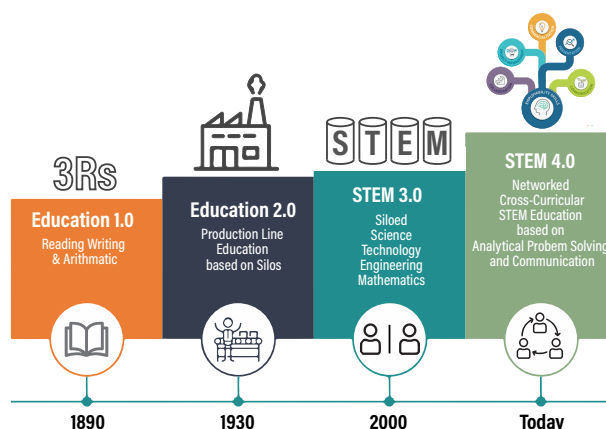 3Rs
Education 1.0
Reading Writing
& Arithmatic
Education 2.0
Production Line
Education
based on Silos
STEM
STEM 3.0
Siloed
Science
Technology
Engineering
Mathematics
EMPLOYABILITY SKILLS
STEM 4.0
Networked
Cross-Curricular
STEM Education
based on
Analytical Probem Solving
and Communication
1890
1930
2000
Today